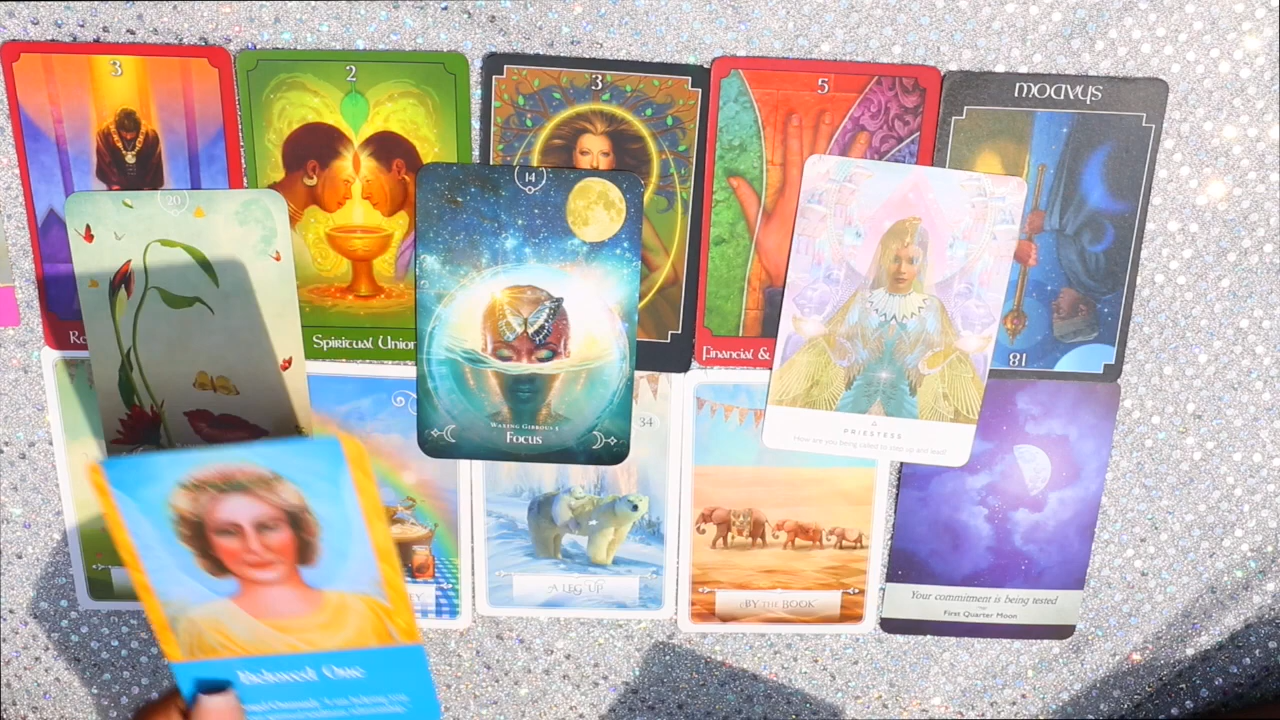 3
2
3
5
SHADOW
20
14
Spiritual Union
Financial &
18
Waxing Gibbous
Focus
34
PRIESTESS
How are you being called to step up and lead?
A LEG UP
BY THE BOOK
Your commitment is being tested
First Quarter Moon
Beloved One